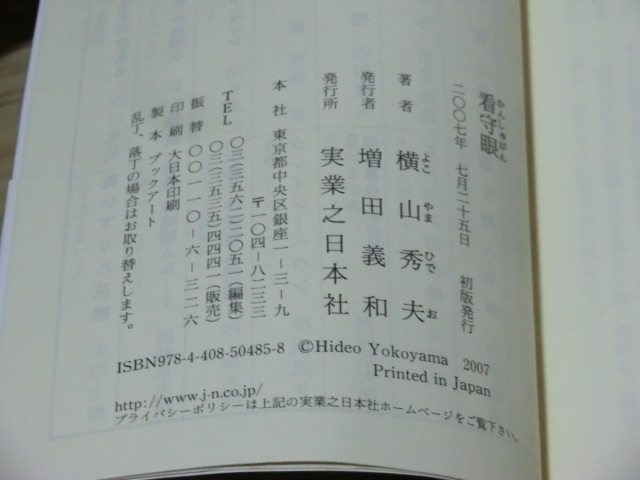 かんしゅがん
看守眼
二〇〇七年 七月二十五日 初版発行
よこ やま ひで お
著者 横山秀夫
発行者 増田義和
発行所 実業之日本社
本社 東京都中央区銀座一-三-九
〒一〇四-八二三三
TEL 〇三(三五六二)二〇五一(編集)
〇三(三五三五)四四四一(販売)
振替 〇〇一一〇-六-三二六
印刷 大日本印刷
製本 ブックアート
乱丁、落丁の場合はお取り替えします。
ISBN978-4-408-50485-8 ©Hideo Yokoyama 2007
Printed in Japan
http://www.j-n.co.jp/
プライバシーポリシーは上記の実業之日本社ホームページをご覧下さい。